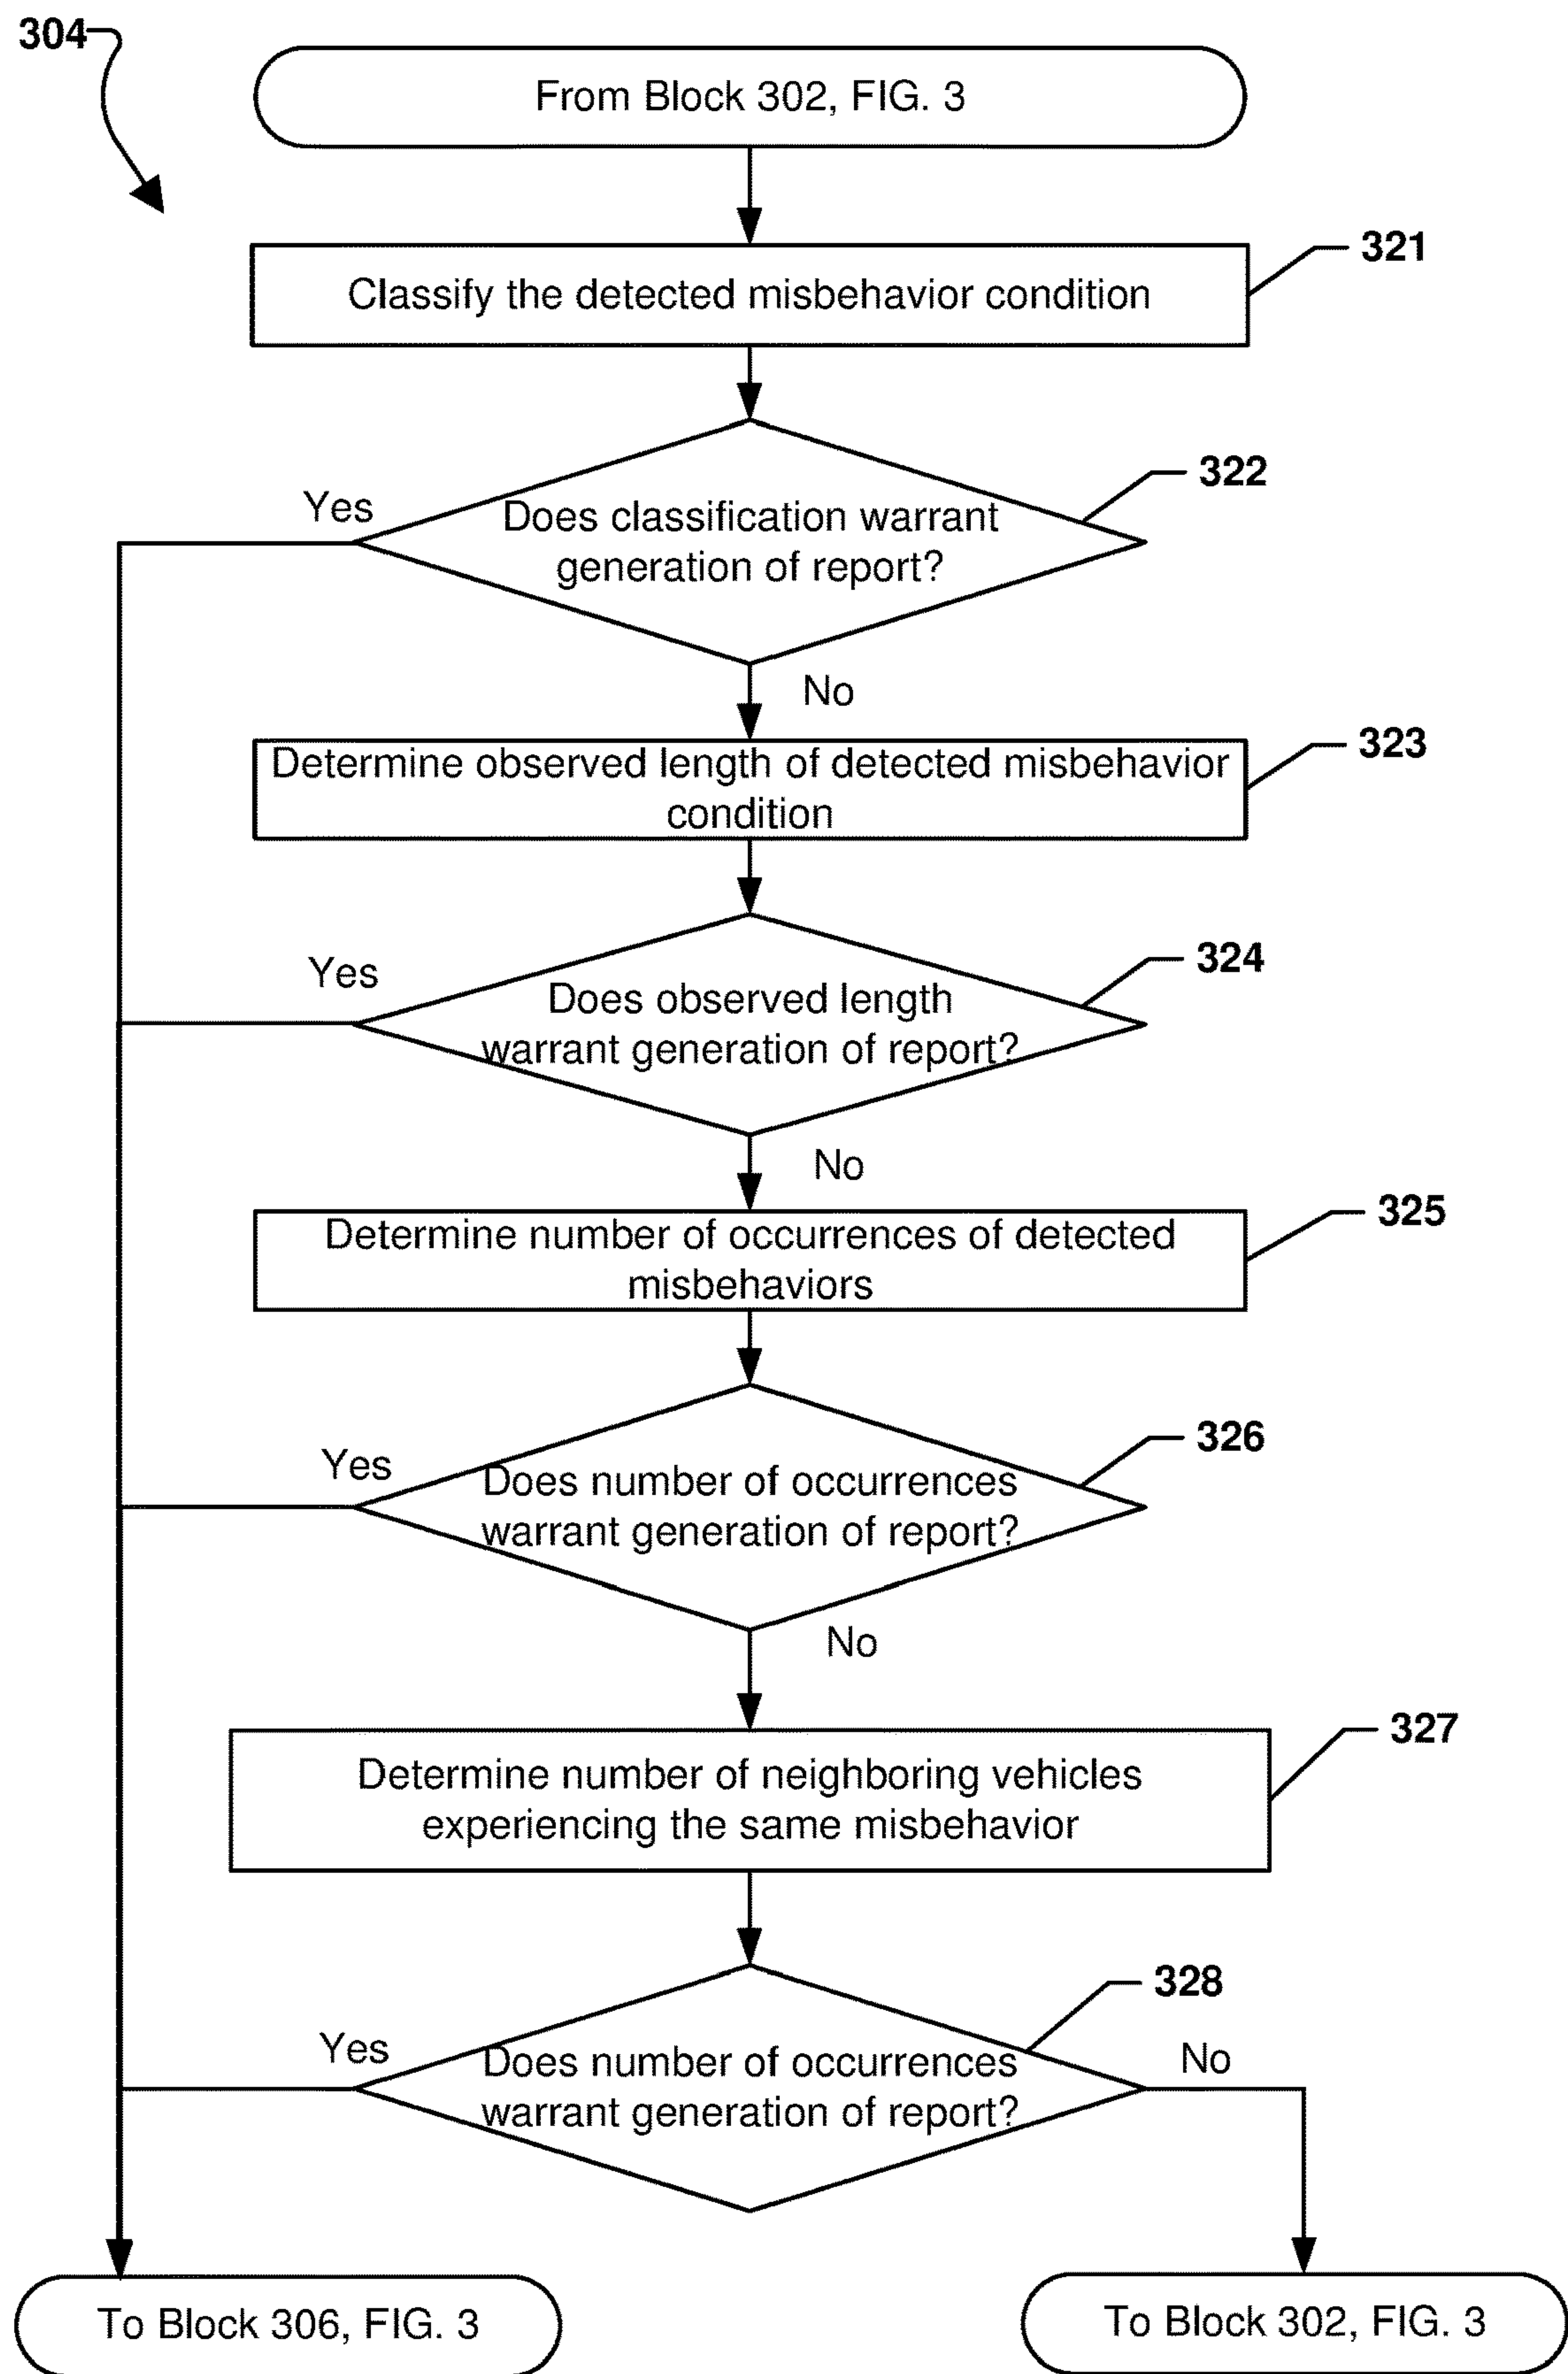 304
From Block 302, FIG. 3
321
Classify the detected misbehavior condition
322
Yes
Does classification warrant
generation of report?
No
323
Determine observed length of detected misbehavior
condition
324
Yes
Does observed length
warrant generation of report?
No
325
Determine number of occurrences of detected
misbehaviors
326
Yes
Does number of occurrences
warrant generation of report?
No
327
Determine number of neighboring vehicles
experiencing the same misbehavior
328
Yes
Does number of occurrences
warrant generation of report?
No
To Block 306, FIG. 3
To Block 302, FIG. 3